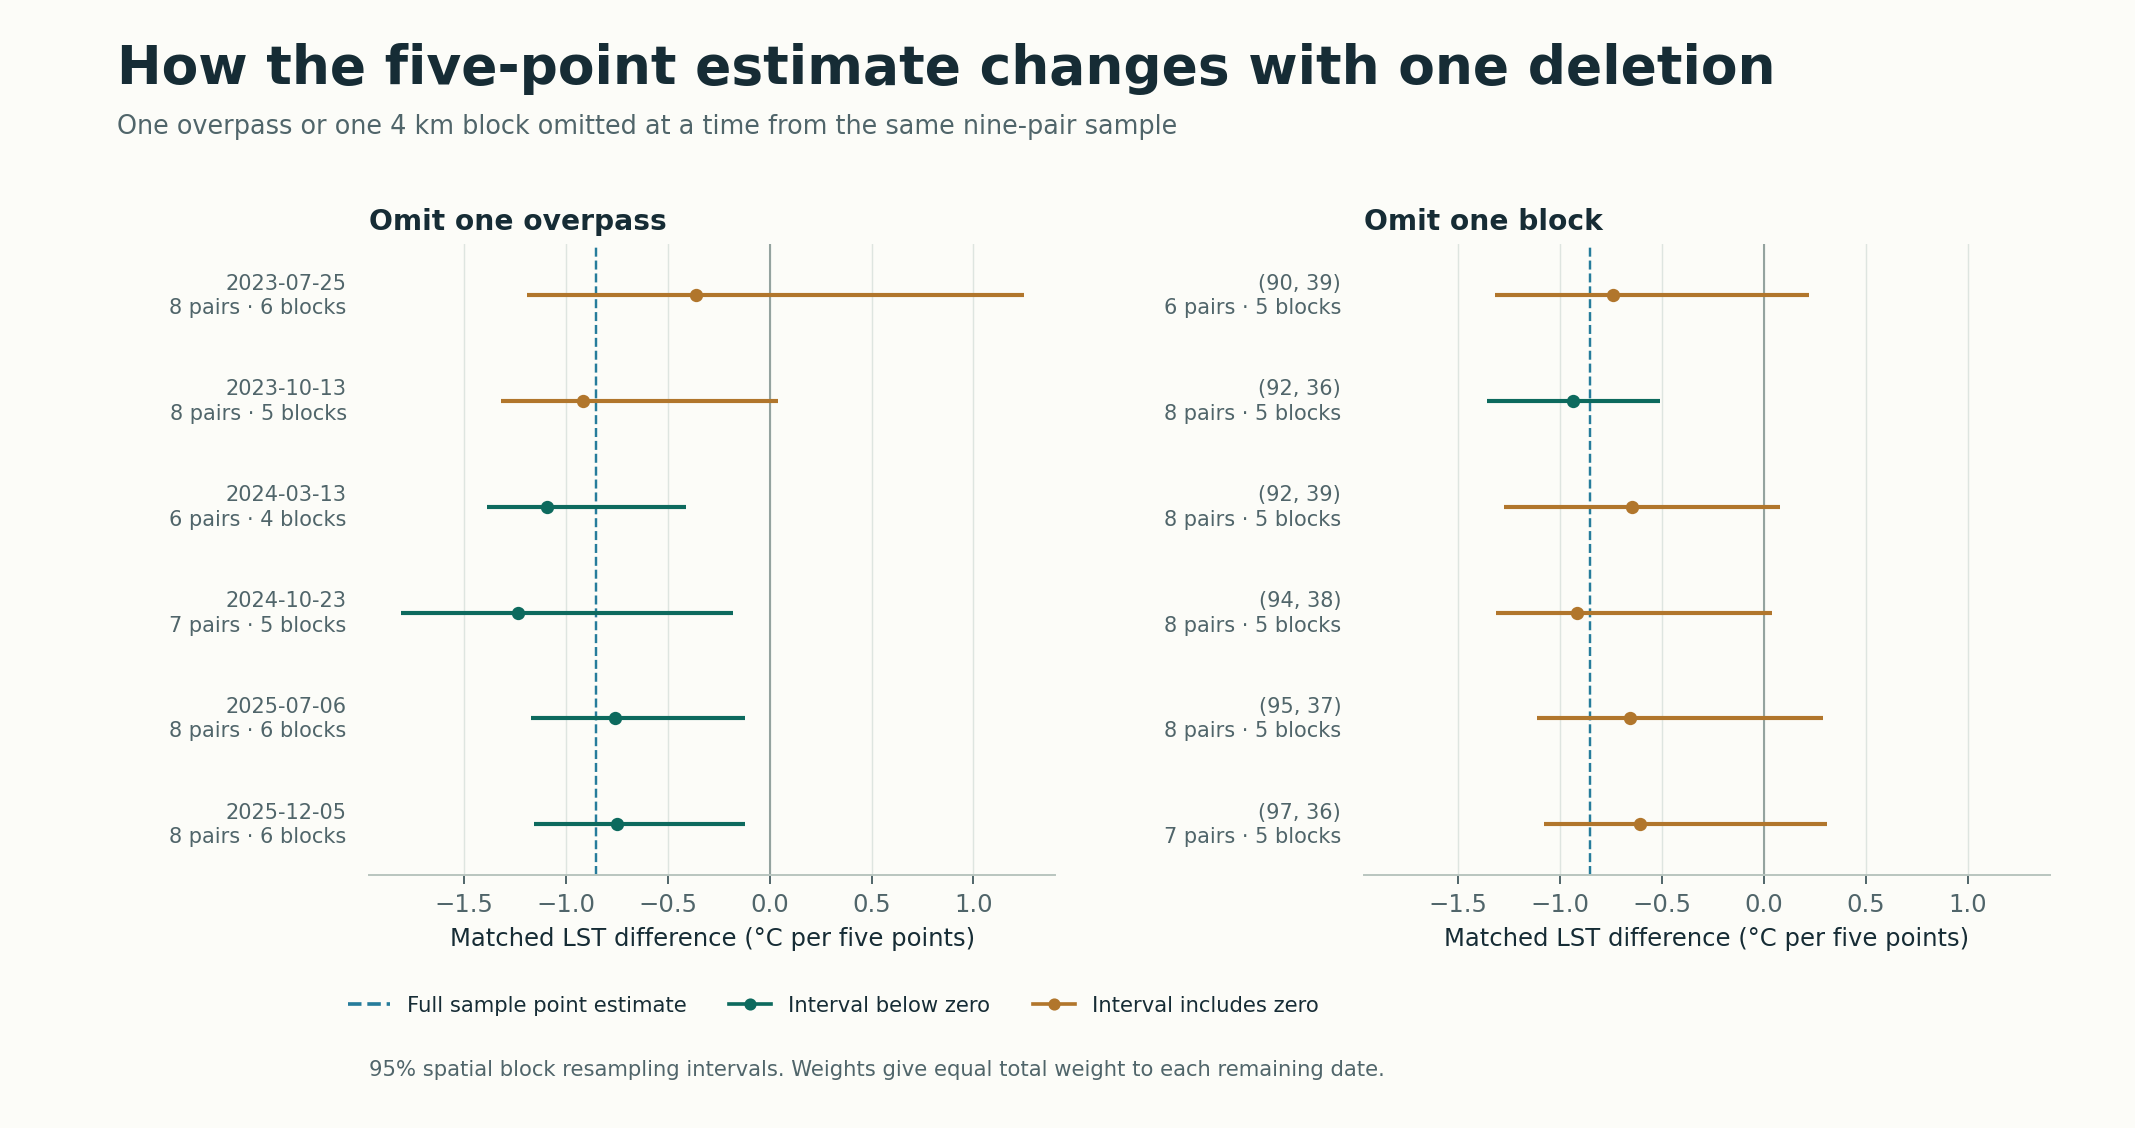 How the five-point estimate changes with one deletion
One overpass or one 4 km block omitted at a time from the same nine-pair sample
Omit one overpass
2023-07-25
8 pairs · 6 blocks
2023-10-13
8 pairs · 5 blocks
2024-03-13
6 pairs · 4 blocks
2024-10-23
7 pairs · 5 blocks
2025-07-06
8 pairs · 6 blocks
2025-12-05
8 pairs · 6 blocks
−1.5 −1.0 −0.5 0.0 0.5 1.0
Matched LST difference (°C per five points)
Omit one block
(90, 39)
6 pairs · 5 blocks
(92, 36)
8 pairs · 5 blocks
(92, 39)
8 pairs · 5 blocks
(94, 38)
8 pairs · 5 blocks
(95, 37)
8 pairs · 5 blocks
(97, 36)
7 pairs · 5 blocks
−1.5 −1.0 −0.5 0.0 0.5 1.0
Matched LST difference (°C per five points)
Full sample point estimate Interval below zero Interval includes zero
95% spatial block resampling intervals. Weights give equal total weight to each remaining date.